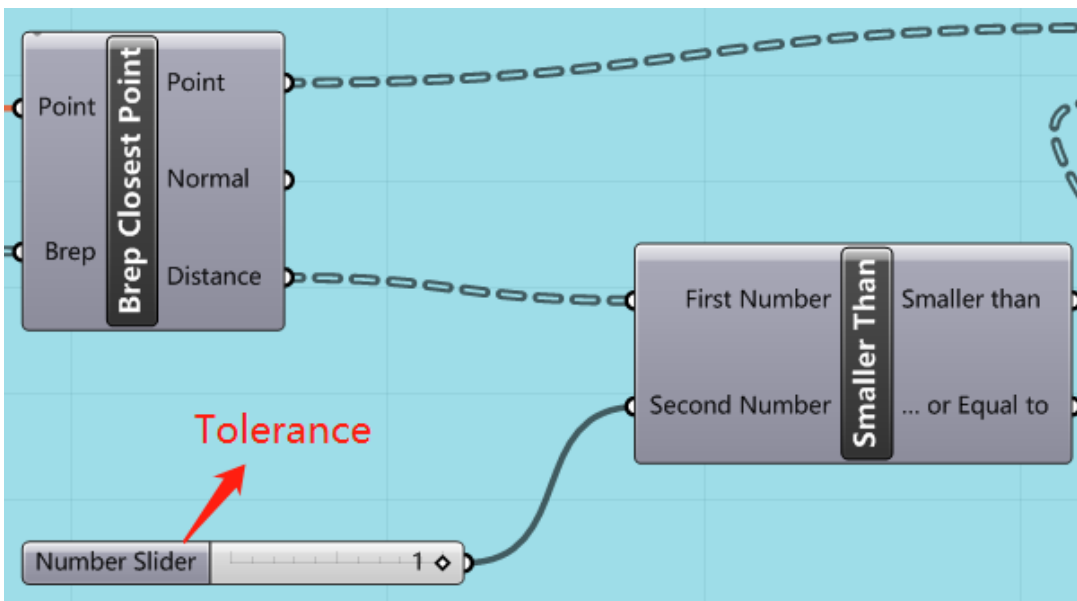 Point
Brep
Brep Closest Point
Point
Normal
Distance
First Number
Second Number
Smaller Than
Smaller than
... or Equal to
Tolerance
Number Slider
1